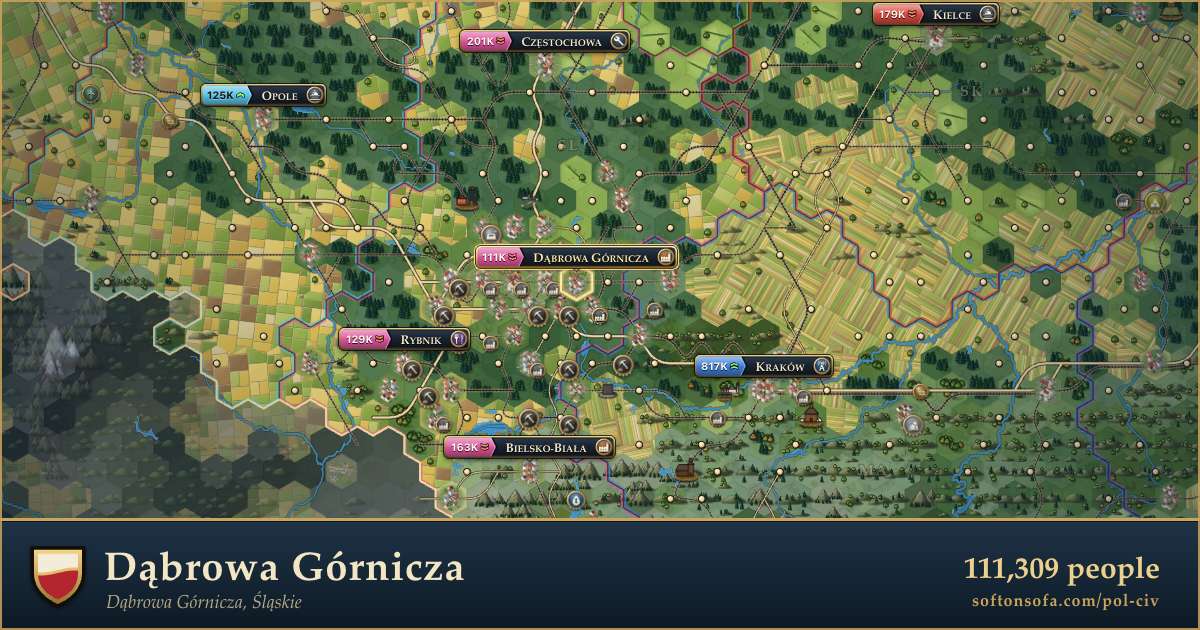 179K KIELCE
201K CZĘSTOCHOWA
125K OPOLE
SK
111K DĄBROWA GÓRNICZA
129K RYBNIK
817K KRAKÓW
163K BIELSKO-BIAŁA
Dąbrowa Górnicza
Dąbrowa Górnicza, Śląskie
111,309 people
softonsofa.com/pol-civ